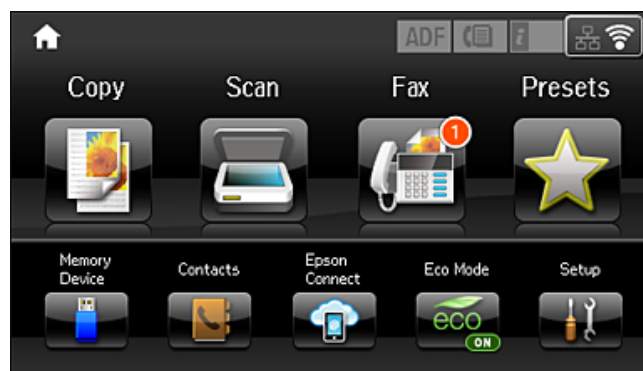 ADF i
Copy Scan Fax Presets
1
Memory Device Contacts Epson Connect Eco Mode Setup
eco
ON